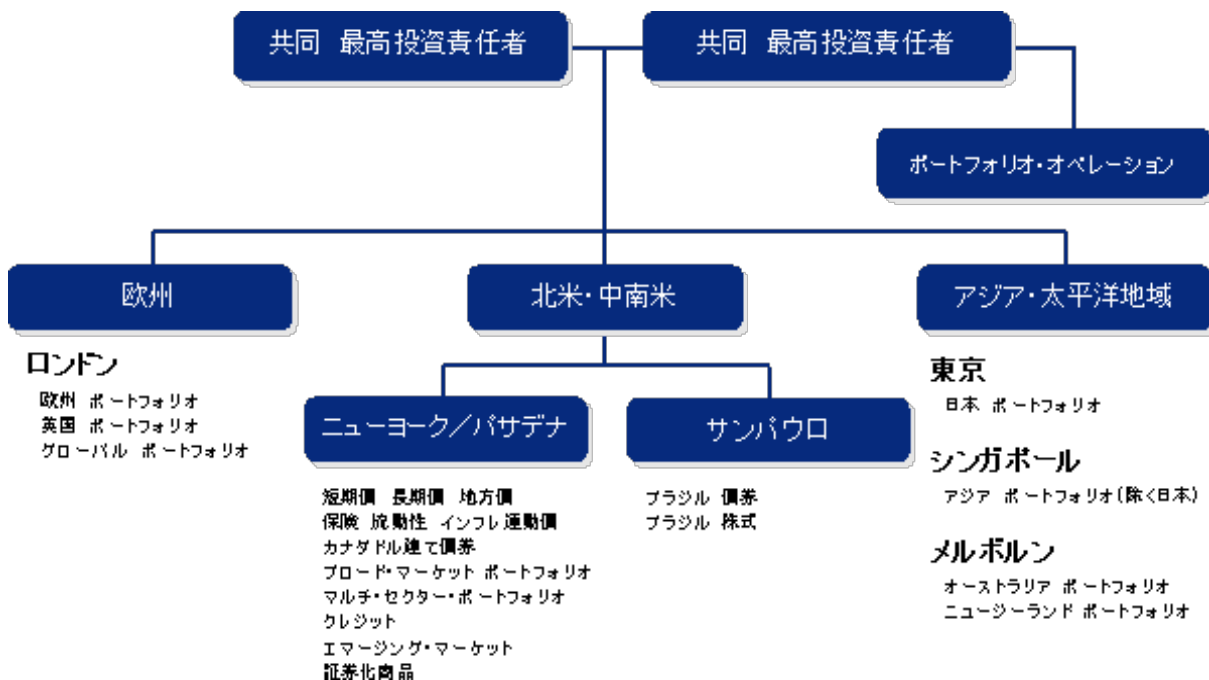 共同 最高投資責任者
共同 最高投資責任者
ポートフォリオ・オペレーション
欧州
北米・中南米
アジア・太平洋地域
ロンドン
欧州 ポートフォリオ
英国 ポートフォリオ
グローバル ポートフォリオ
ニューヨーク／パサデナ
短期債 長期債 地方債
保険 流動性 インフレ連動債
カナダドル建て債券
ブロード・マーケット ポートフォリオ
マルチ・セクター・ポートフォリオ
クレジット
エマージング・マーケット
証券化商品
サンパウロ
ブラジル 債券
ブラジル 株式
東京
日本 ポートフォリオ
シンガポール
アジア ポートフォリオ(除く日本)
メルボルン
オーストラリア ポートフォリオ
ニュージーランド ポートフォリオ